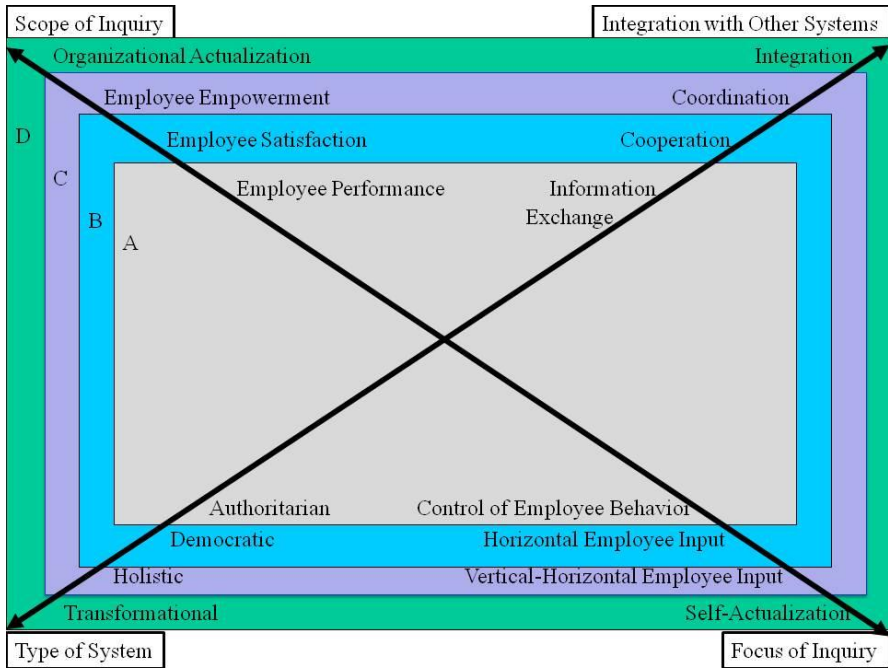 Scope of Inquiry
Integration with Other Systems
Organizational Actualization
Integration
Employee Empowerment
Coordination
D
Employee Satisfaction
Cooperation
C
Employee Performance
Information
Exchange
B
A
Authoritarian
Control of Employee Behavior
Democratic
Horizontal Employee Input
Holistic
Vertical-Horizontal Employee Input
Transformational
Self-Actualization
Type of System
Focus of Inquiry